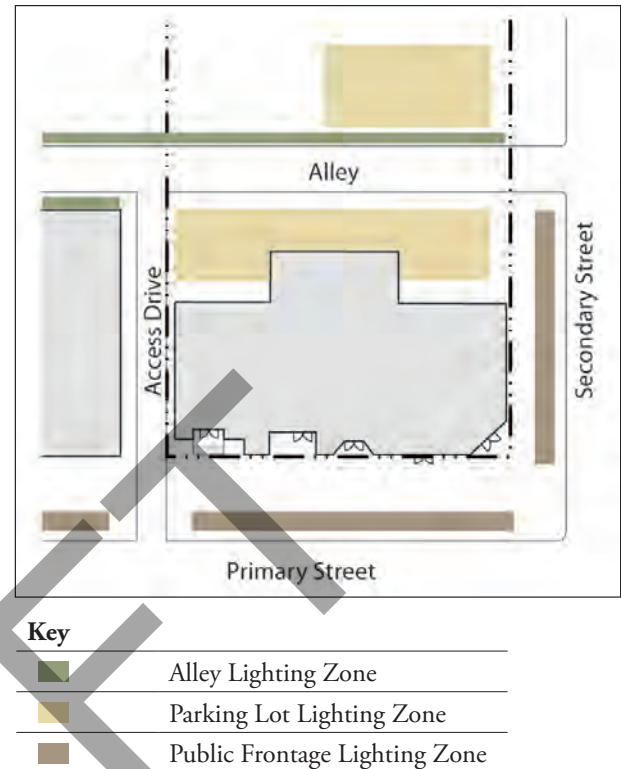 Alley
Access Drive
Secondary Street
Primary Street
Key
Alley Lighting Zone
Parking Lot Lighting Zone
Public Frontage Lighting Zone